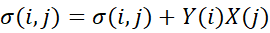 σ(i,j) = σ(i,j) + Y(i)X(j)